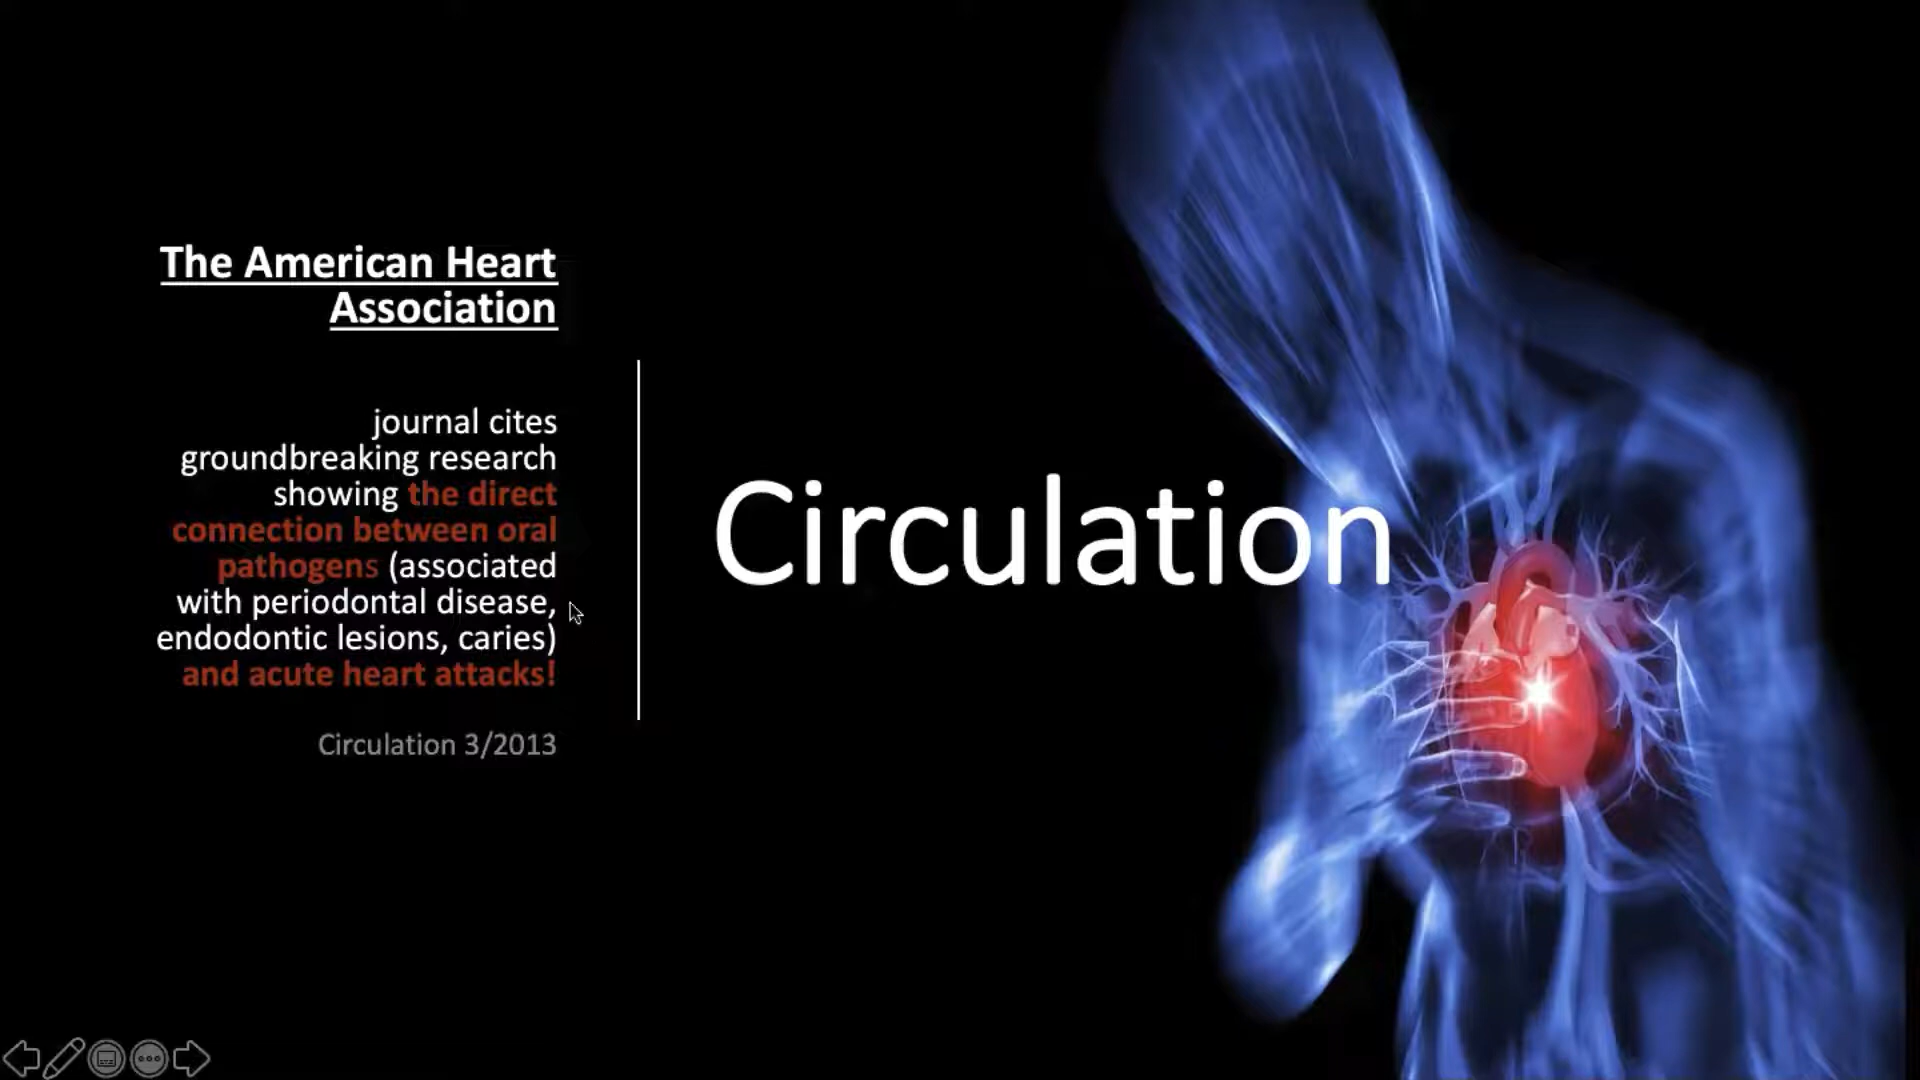 The American Heart
Association
journal cites
groundbreaking research
showing the direct
connection between oral
pathogens (associated
with periodontal disease,
endodontic lesions, caries)
and acute heart attacks!
Circulation 3/2013
Circulation